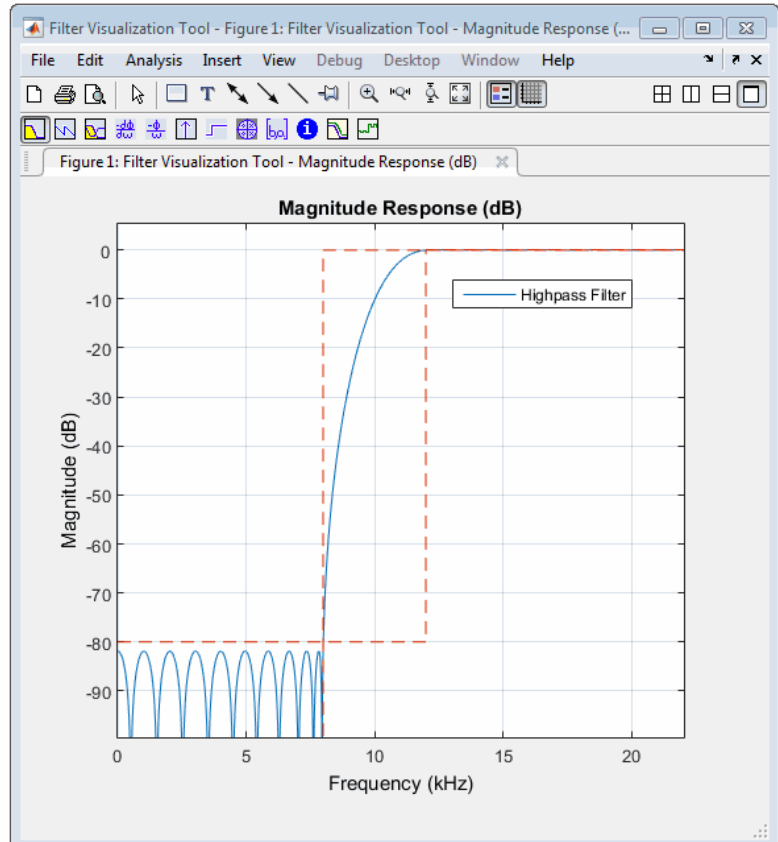 Filter Visualization Tool - Figure 1: Filter Visualization Tool - Magnitude Response (...
File Edit Analysis Insert View Debug Desktop Window Help
Figure 1: Filter Visualization Tool - Magnitude Response (dB)
Magnitude Response (dB)
0
-10
-20
-30
-40
-50
-60
-70
-80
-90
Magnitude (dB)
Highpass Filter
0 5 10 15 20
Frequency (kHz)